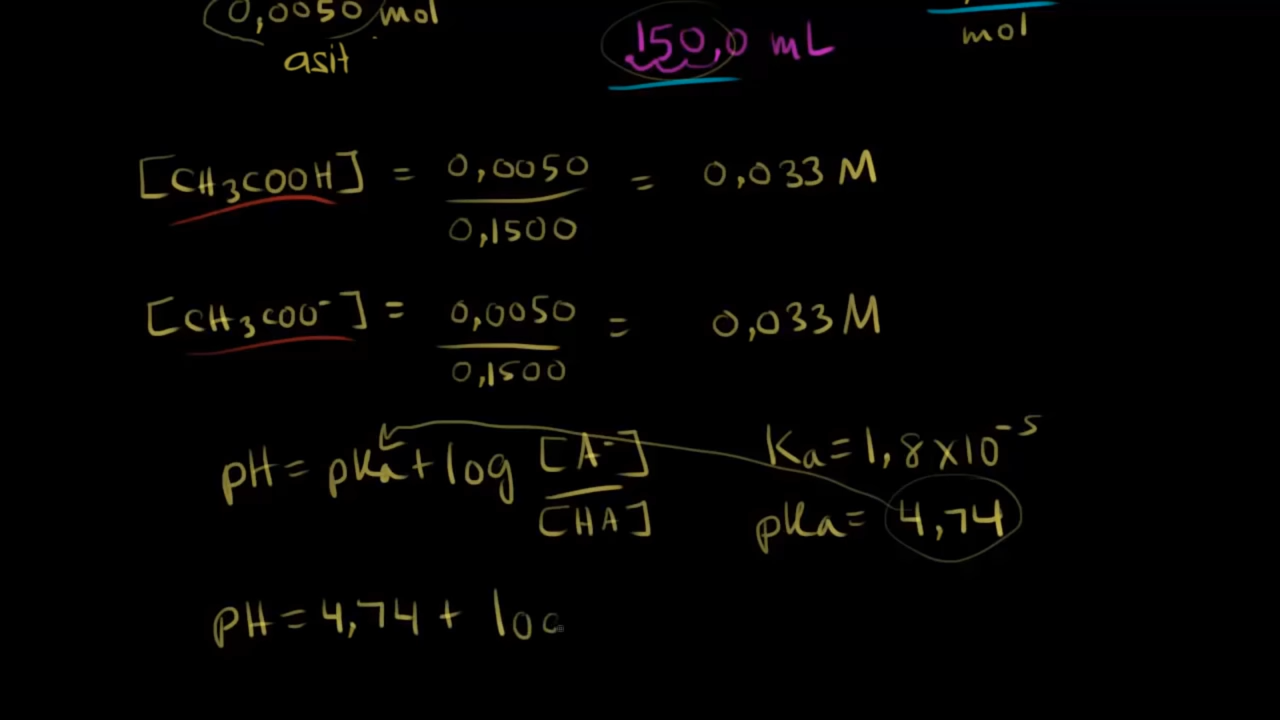 0,0050 mol
asit
150,0 mL
mol
[CH₃COOH] = 0,0050 / 0,1500 = 0,033 M
[CH₃COO⁻] = 0,0050 / 0,1500 = 0,033 M
pH = pKa + log [A⁻] / [HA]
Ka = 1,8 x 10⁻⁵
pKa = 4,74
pH = 4,74 + lo